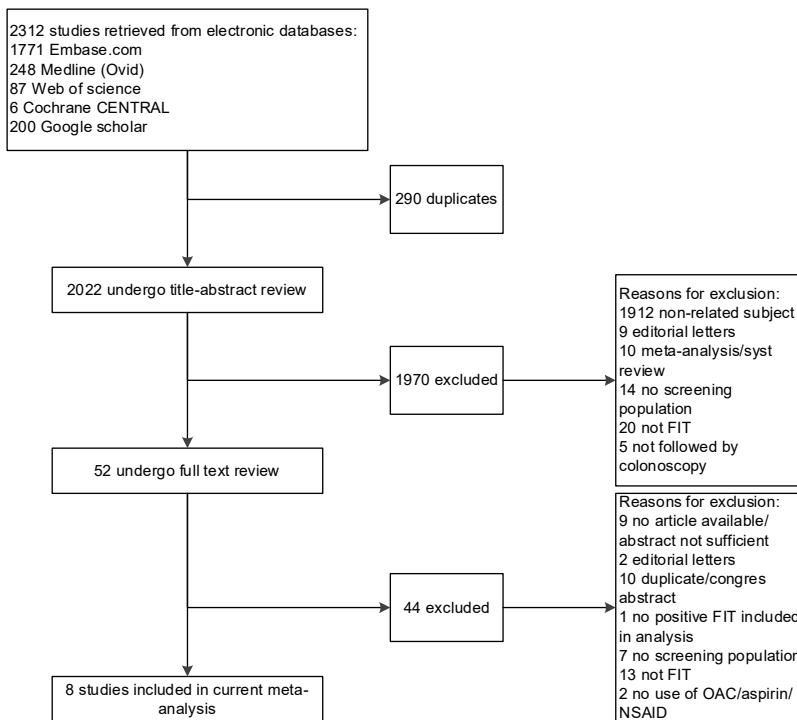 2312 studies retrieved from electronic databases:
1771 Embase.com
248 Medline (Ovid)
87 Web of science
6 Cochrane CENTRAL
200 Google scholar
290 duplicates
2022 undergo title-abstract review
Reasons for exclusion:
1912 non-related subject
9 editorial letters
10 meta-analysis/syst
review
14 no screening
population
20 not FIT
5 not followed by
colonoscopy
1970 excluded
52 undergo full text review
Reasons for exclusion:
9 no article available/
abstract not sufficient
2 editorial letters
10 duplicate/congres
abstract
1 no positive FIT included
in analysis
7 no screening population
13 not FIT
2 no use of OAC/aspirin/
NSAID
44 excluded
8 studies included in current meta-
analysis